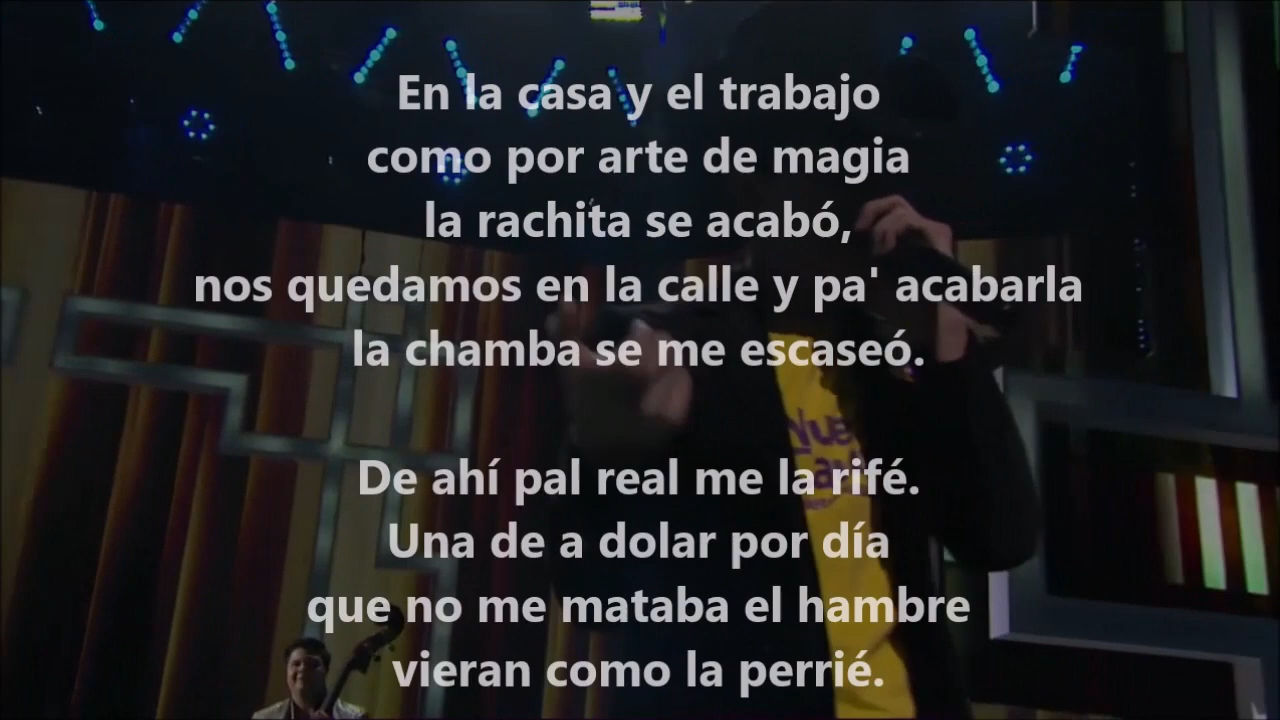 En la casa y el trabajo
como por arte de magia
la rachita se acabó,
nos quedamos en la calle y pa' acabarla
la chamba se me escaseó.
De ahí pal real me la rifé.
Una de a dolar por día
que no me mataba el hambre
vieran como la perrié.